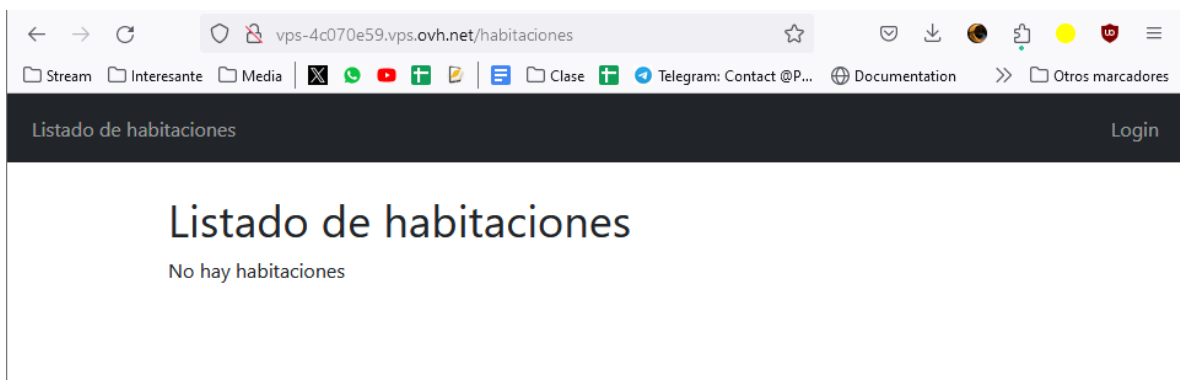 vps-4c070e59.vps.ovh.net/habitaciones
Stream Interesante Media Clase Telegram: Contact @P... Documentation Otros marcadores
Listado de habitaciones Login
Listado de habitaciones
No hay habitaciones